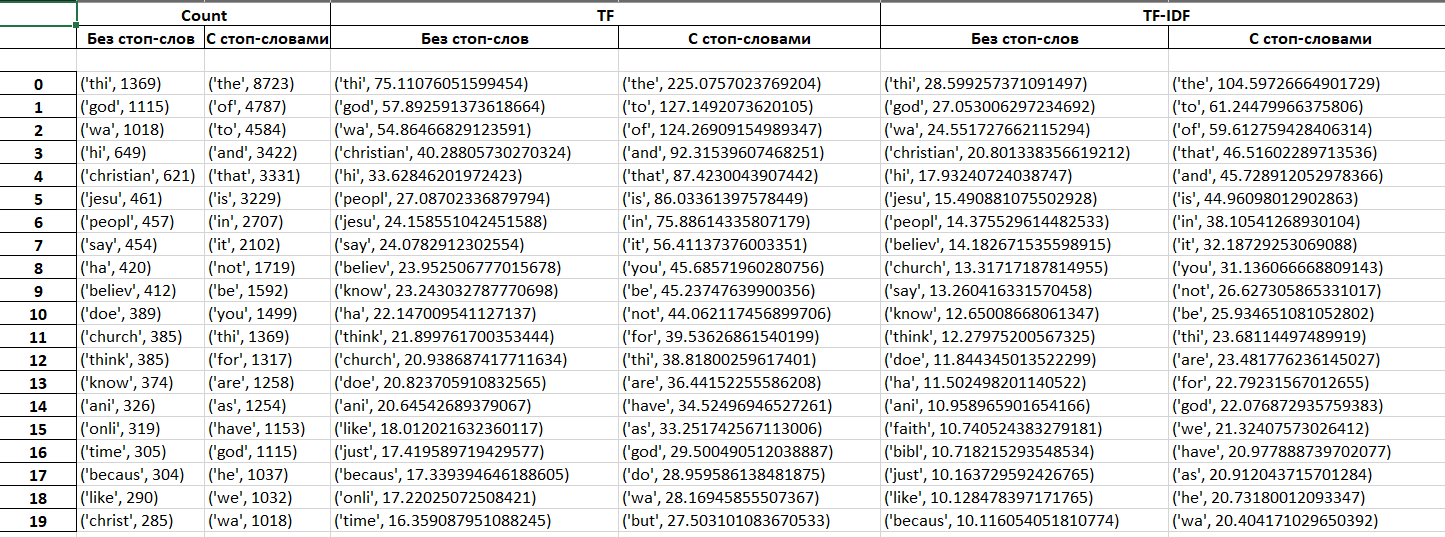 Count TF TF-IDF
Без стоп-слов С стоп-словами Без стоп-слов С стоп-словами Без стоп-слов С стоп-словами
0 ('thi', 1369) ('the', 8723) ('thi', 75.11076051599454) ('the', 225.0757023769204) ('thi', 28.599257371091497) ('the', 104.59726664901729)
1 ('god', 1115) ('of', 4787) ('god', 57.892591373618664) ('to', 127.1492073620105) ('god', 27.053006297234692) ('to', 61.24479966375806)
2 ('wa', 1018) ('to', 4584) ('wa', 54.86466829123591) ('of', 124.26909154989347) ('wa', 24.551727662115294) ('of', 59.612759428406314)
3 ('hi', 649) ('and', 3422) ('christian', 40.28805730270324) ('and', 92.31539607468251) ('christian', 20.801338356619212) ('that', 46.51602289713536)
4 ('christian', 621) ('that', 3331) ('hi', 33.62846201972423) ('that', 87.4230043907442) ('hi', 17.93240724038747) ('and', 45.728912052978366)
5 ('jesu', 461) ('is', 3229) ('peopl', 27.08702336879794) ('is', 86.03361397578449) ('jesu', 15.490881075502928) ('is', 44.96098012902863)
6 ('peopl', 457) ('in', 2707) ('jesu', 24.158551042451588) ('in', 75.88614335807179) ('peopl', 14.375529614482533) ('in', 38.10541268930104)
7 ('say', 454) ('it', 2102) ('say', 24.0782912302554) ('it', 56.41137376003351) ('believ', 14.182671535598915) ('it', 32.18729253069088)
8 ('ha', 420) ('not', 1719) ('believ', 23.952506777015678) ('you', 45.68571960280756) ('church', 13.31717187814955) ('you', 31.136066668809143)
9 ('believ', 412) ('be', 1592) ('know', 23.243032787770698) ('be', 45.23747639900356) ('say', 13.260416331570458) ('not', 26.627305865331017)
10 ('doe', 389) ('you', 1499) ('ha', 22.147009541127137) ('not', 44.062117456899706) ('know', 12.65008668061347) ('be', 25.934651081052802)
11 ('church', 385) ('thi', 1369) ('think', 21.899761700353444) ('for', 39.53626861540199) ('think', 12.27975200567325) ('thi', 23.68114497489919)
12 ('think', 385) ('for', 1317) ('church', 20.938687417711634) ('thi', 38.81800259617401) ('doe', 11.844345013522299) ('are', 23.481776236145027)
13 ('know', 374) ('are', 1258) ('doe', 20.823705910832565) ('are', 36.44152255586208) ('ha', 11.502498201140522) ('for', 22.79231567012655)
14 ('ani', 326) ('as', 1254) ('ani', 20.64542689379067) ('have', 34.52496946527261) ('ani', 10.958965901654166) ('god', 22.076872935759383)
15 ('onli', 319) ('have', 1153) ('like', 18.012021632360117) ('as', 33.251742567113006) ('faith', 10.740524383279181) ('we', 21.32407573026412)
16 ('time', 305) ('god', 1115) ('just', 17.419589719429577) ('god', 29.500490512038887) ('bibl', 10.718215293548534) ('have', 20.977888739702077)
17 ('becaus', 304) ('he', 1037) ('becaus', 17.339394646188605) ('do', 28.959586138481875) ('just', 10.163729592426765) ('as', 20.912043715701284)
18 ('like', 290) ('we', 1032) ('onli', 17.22025072508421) ('wa', 28.16945855507367) ('like', 10.128478397171765) ('he', 20.73180012093347)
19 ('christ', 285) ('wa', 1018) ('time', 16.359087951088245) ('but', 27.503101083670533) ('becaus', 10.116054051810774) ('wa', 20.404171029650392)